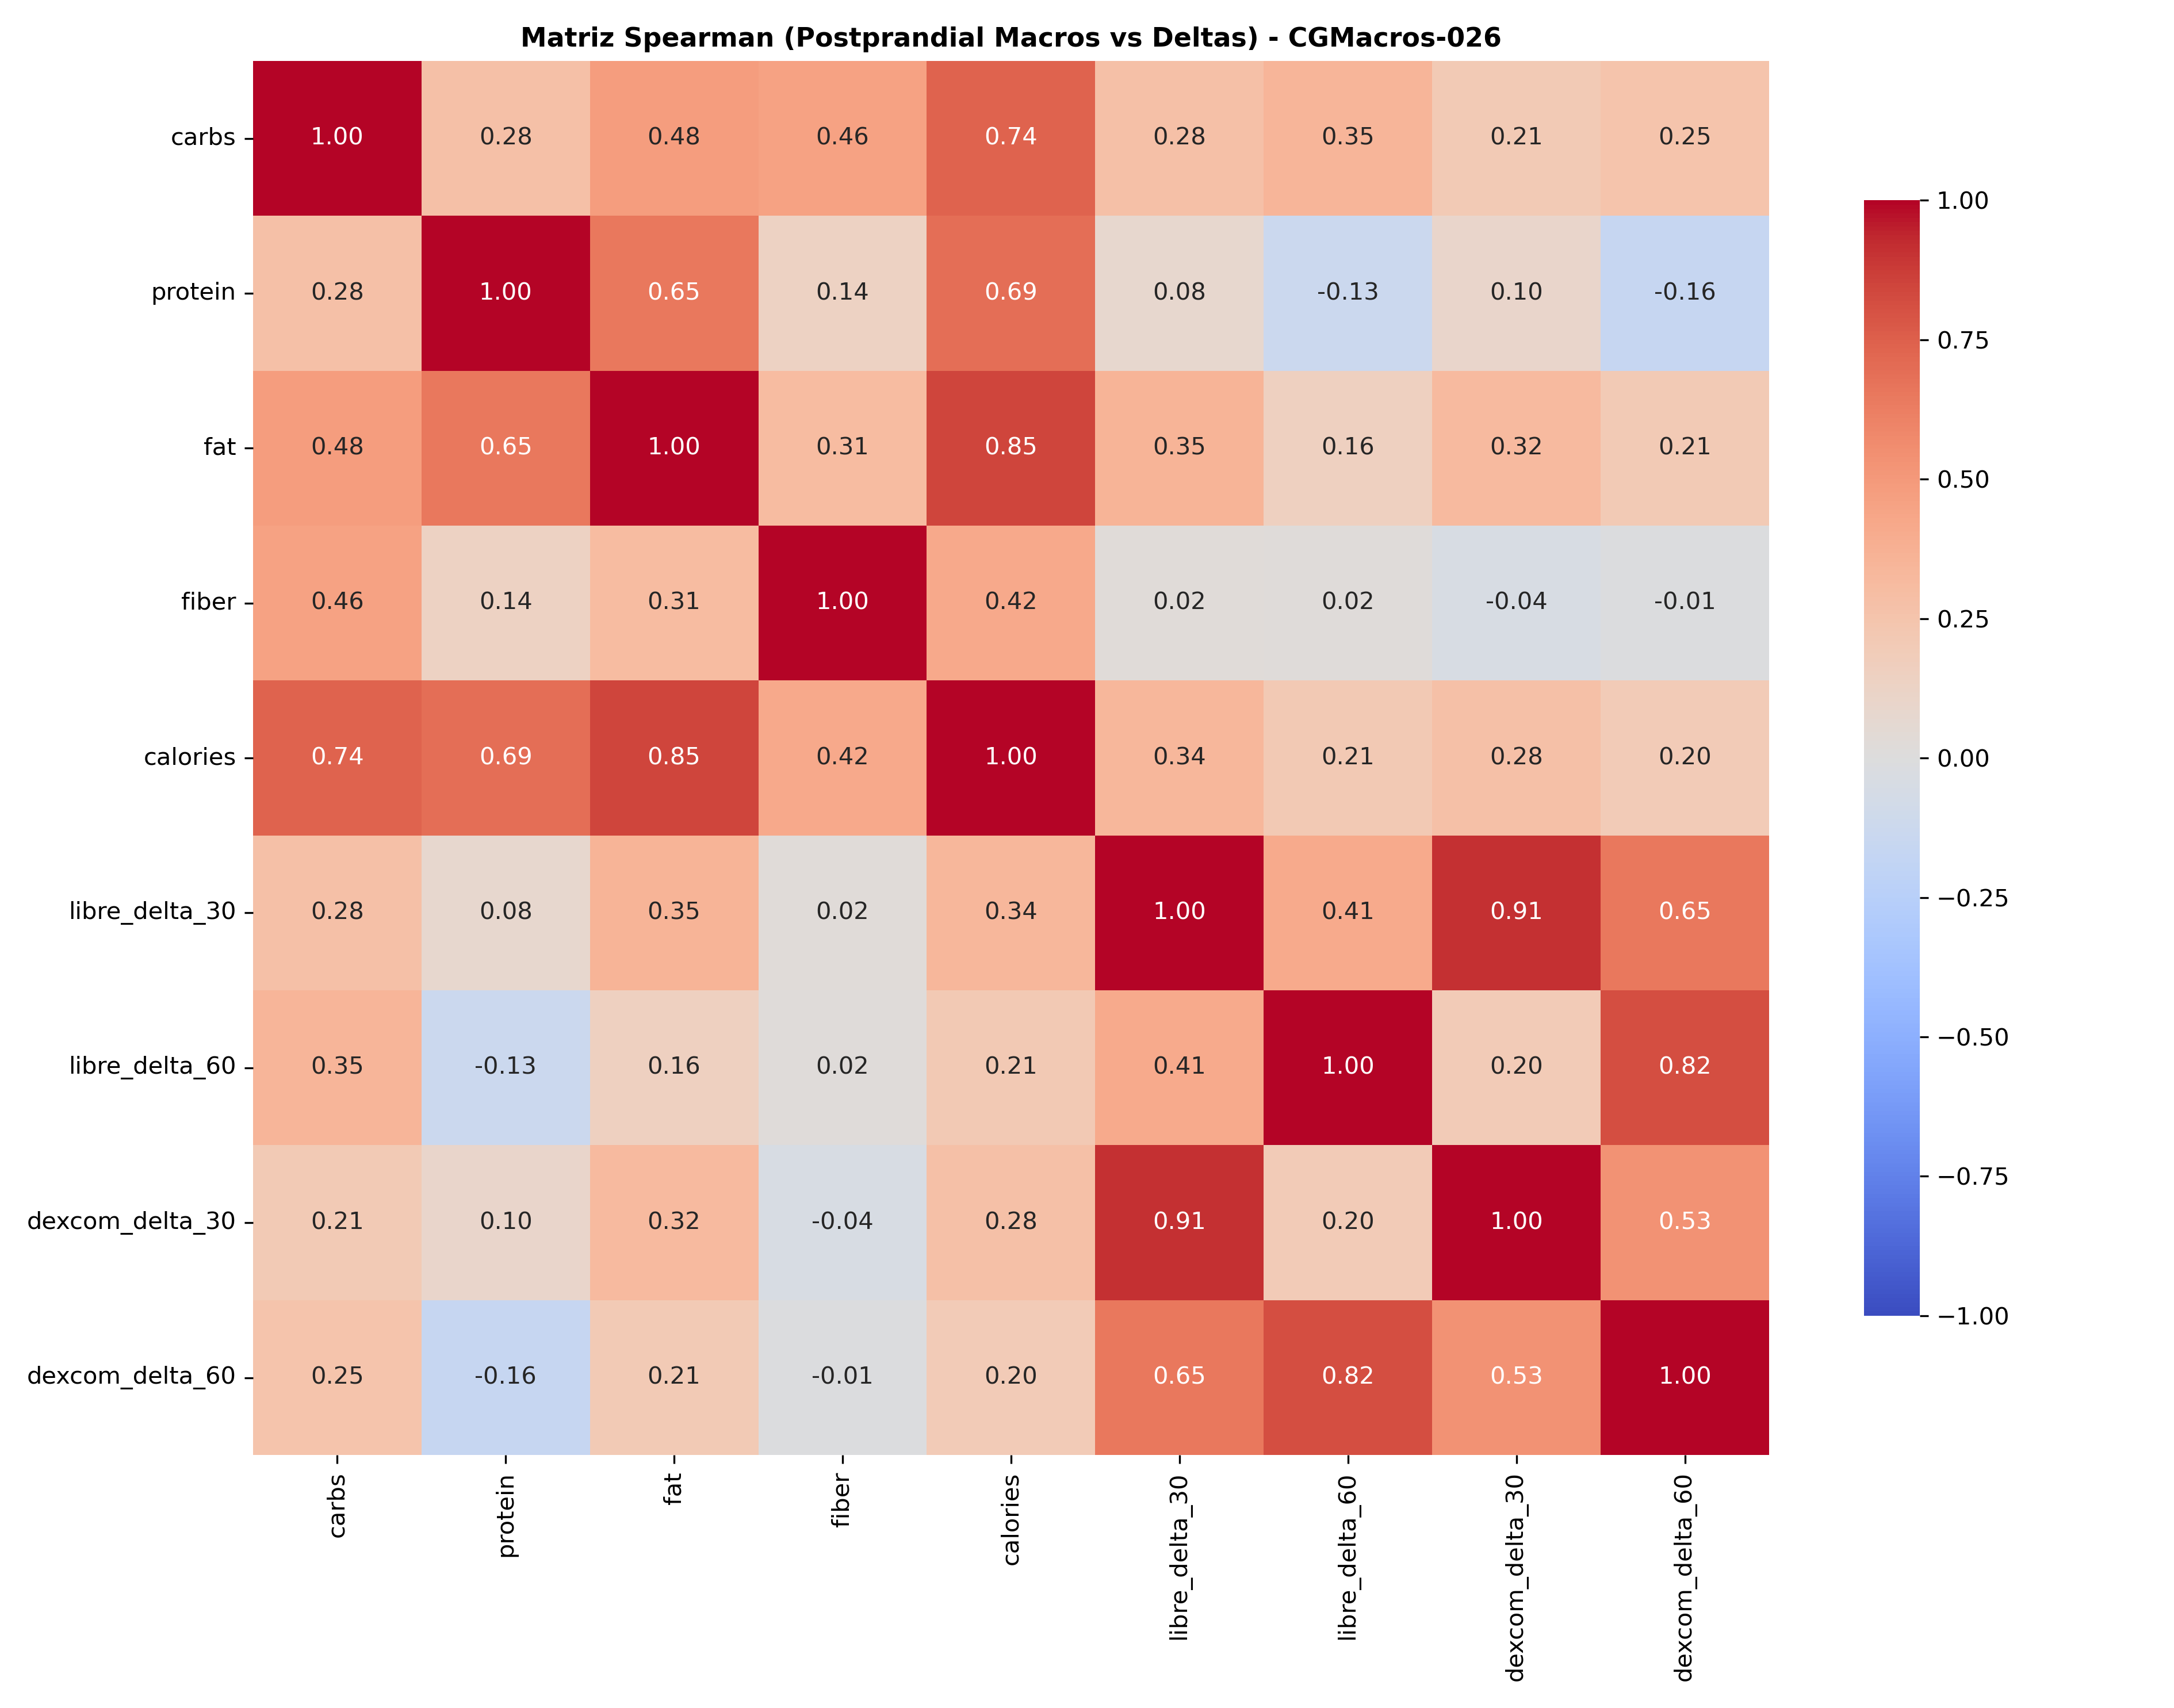 Matriz Spearman (Postprandial Macros vs Deltas) - CGMacros-026
carbs 1.00 0.28 0.48 0.46 0.74 0.28 0.35 0.21 0.25
protein 0.28 1.00 0.65 0.14 0.69 0.08 -0.13 0.10 -0.16
fat 0.48 0.65 1.00 0.31 0.85 0.35 0.16 0.32 0.21
fiber 0.46 0.14 0.31 1.00 0.42 0.02 0.02 -0.04 -0.01
calories 0.74 0.69 0.85 0.42 1.00 0.34 0.21 0.28 0.20
libre_delta_30 0.28 0.08 0.35 0.02 0.34 1.00 0.41 0.91 0.65
libre_delta_60 0.35 -0.13 0.16 0.02 0.21 0.41 1.00 0.20 0.82
dexcom_delta_30 0.21 0.10 0.32 -0.04 0.28 0.91 0.20 1.00 0.53
dexcom_delta_60 0.25 -0.16 0.21 -0.01 0.20 0.65 0.82 0.53 1.00
carbs protein fat fiber calories libre_delta_30 libre_delta_60 dexcom_delta_30 dexcom_delta_60
1.00
0.75
0.50
0.25
0.00
−0.25
−0.50
−0.75
−1.00